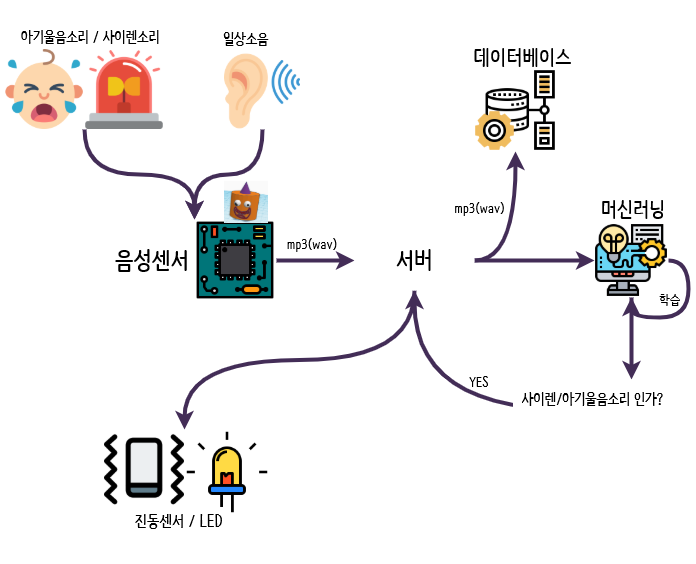 아기울음소리 / 사이렌소리
일상소음
데이터베이스
mp3(wav)
머신러닝
음성센서
mp3(wav)
서버
학습
YES
사이렌/아기울음소리 인가?
진동센서 / LED